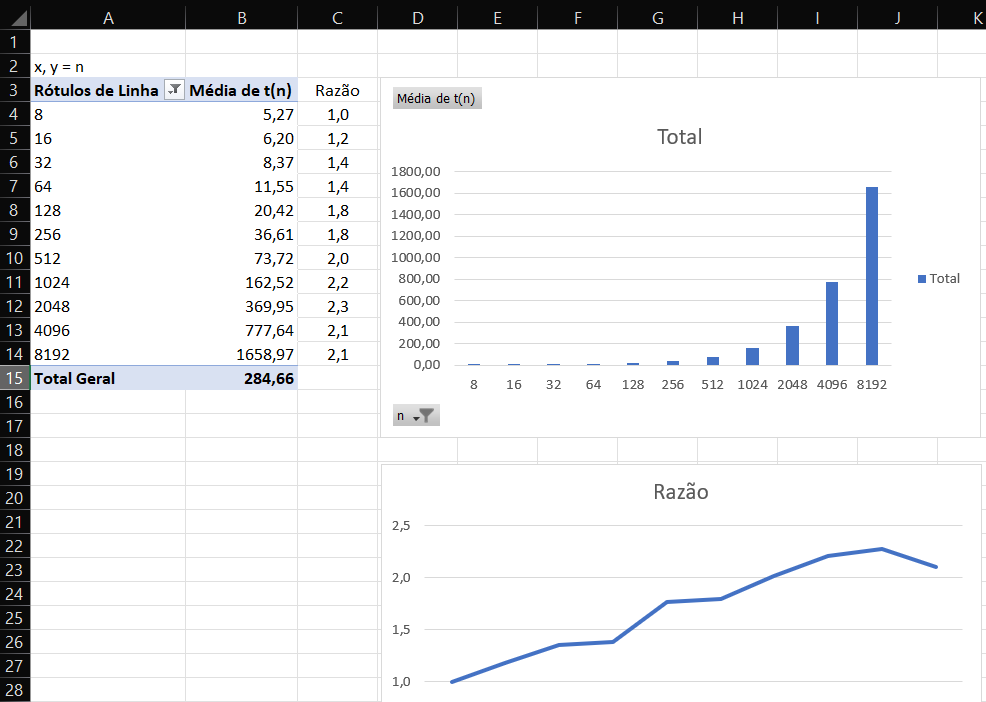 A B C D E F G H I J K
1
2 x, y = n
3 Rótulos de Linha Média de t(n) Razão
4 8 5,27 1,0
5 16 6,20 1,2
6 32 8,37 1,4
7 64 11,55 1,4
8 128 20,42 1,8
9 256 36,61 1,8
10 512 73,72 2,0
11 1024 162,52 2,2
12 2048 369,95 2,3
13 4096 777,64 2,1
14 8192 1658,97 2,1
15 Total Geral 284,66
16
17
18
19
20
21
22
23
24
25
26
27
28
Média de t(n)
Total
1800,00
1600,00
1400,00
1200,00
1000,00
800,00
600,00
400,00
200,00
0,00
8 16 32 64 128 256 512 1024 2048 4096 8192
Total
n
Razão
2,5
2,0
1,5
1,0